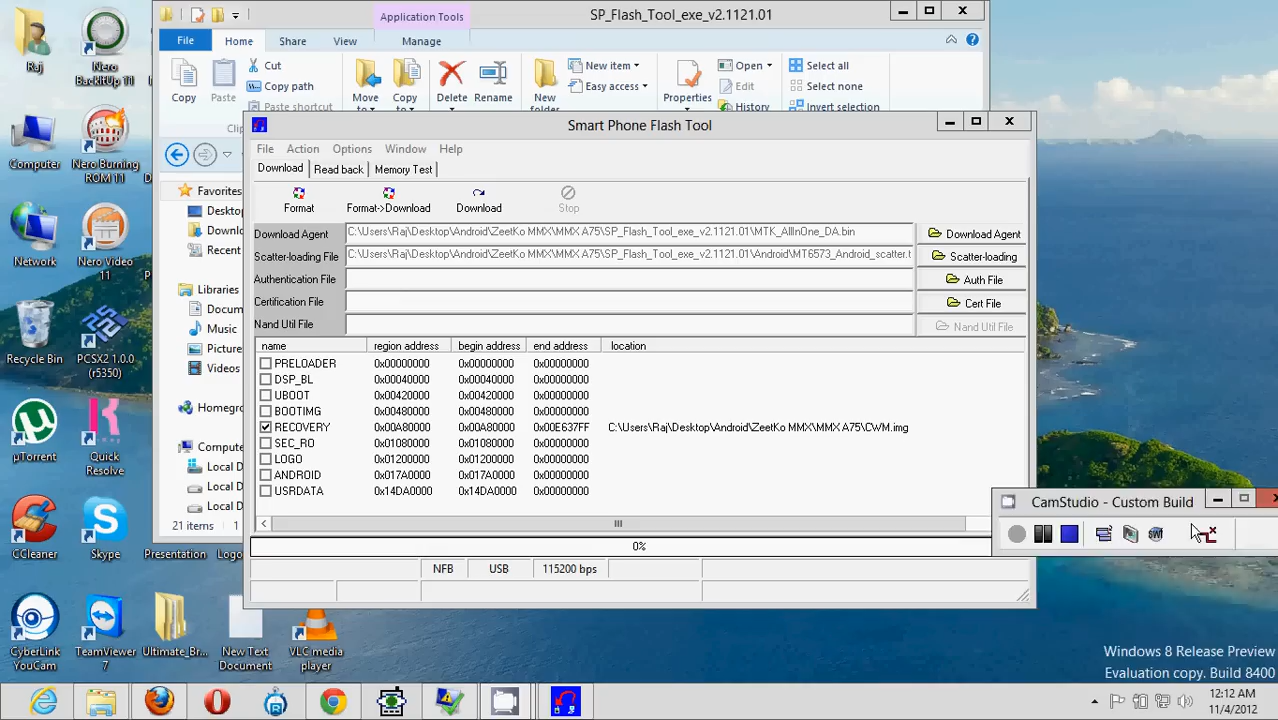 Raj
Nero BackItUp 11
Computer
Nero Burning ROM 11
Network
Nero Video 11
Recycle Bin
PCSX2 1.0.0 (r5350)
µTorrent
Quick Resolve
CCleaner
Skype
CyberLink YouCam
TeamViewer 7
Ultimate_Br...
New Text Document
VLC media player
Presentation
Logo
Application Tools
SP_Flash_Tool_exe_v2.1121.01
File Home Share View Manage
Copy
Paste
Cut
Copy path
Paste shortcut
Move to
Copy to
Delete
Rename
New folder
New item
Easy access
Properties
Open
Edit
History
Select all
Select none
Invert selection
Favorites
Deskto
Downlo
Recent
Libraries
Docum
Music
Picture
Videos
Homegro
Compute
Local D
Local D
Local D
21 items
Smart Phone Flash Tool
File Action Options Window Help
Download Read back Memory Test
Format Format->Download Download Stop
Download Agent C:\Users\Raj\Desktop\Android\ZeetKo MMX\MMX A75\SP_Flash_Tool_exe_v2.1121.01\MTK_AllInOne_DA.bin Download Agent
Scatter-loading File C:\Users\Raj\Desktop\Android\ZeetKo MMX\MMX A75\SP_Flash_Tool_exe_v2.1121.01\Android\MT6573_Android_scatter.t Scatter-loading
Authentication File Auth File
Certification File Cert File
Nand Util File Nand Util File
name region address begin address end address location
PRELOADER 0x00000000 0x00000000 0x00000000
DSP_BL 0x00040000 0x00040000 0x00000000
UBOOT 0x00420000 0x00420000 0x00000000
BOOTIMG 0x00480000 0x00480000 0x00000000
RECOVERY 0x00A80000 0x00A80000 0x00E637FF C:\Users\Raj\Desktop\Android\ZeetKo MMX\MMX A75\CWM.img
SEC_RO 0x01080000 0x01080000 0x00000000
LOGO 0x01200000 0x01200000 0x00000000
ANDROID 0x017A0000 0x017A0000 0x00000000
USRDATA 0x14DA0000 0x14DA0000 0x00000000
0%
NFB USB 115200 bps
CamStudio - Custom Build
Windows 8 Release Preview
Evaluation copy. Build 8400
12:12 AM
11/4/2012